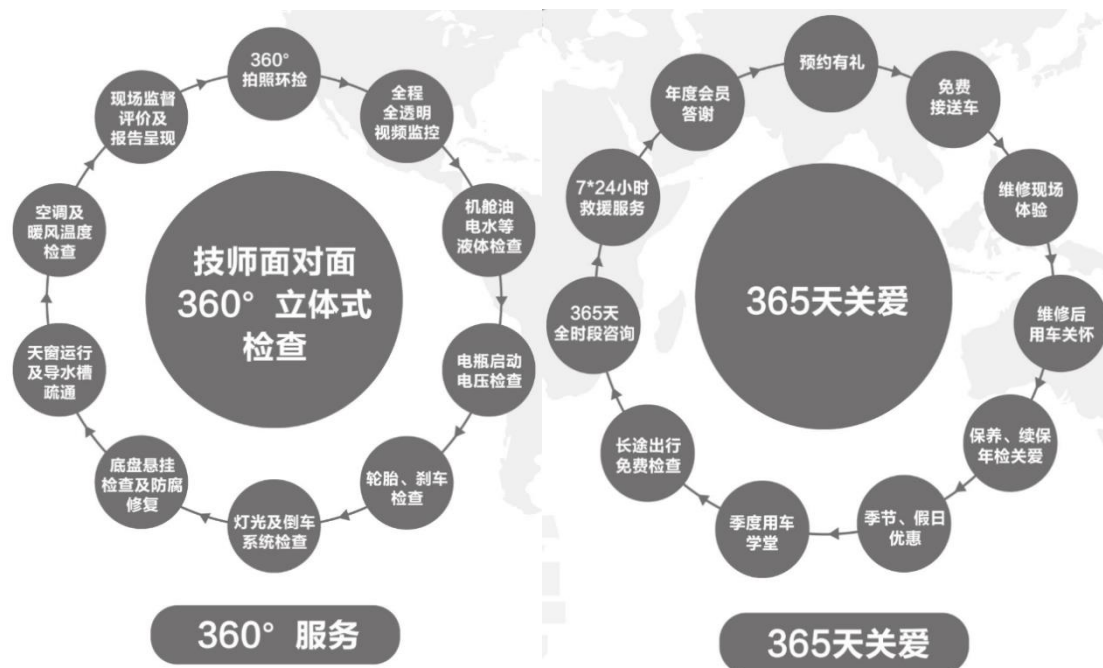 360°
拍照环捡
全程
全透明
视频监控
机舱油
电水等
液体检查
电瓶启动
电压检查
轮胎、刹车
检查
灯光及倒车
系统检查
底盘悬挂
检查及防腐
修复
天窗运行
及导水槽
疏通
空调及
暖风温度
检查
现场监督
评价及
报告呈现
技师面对面
360° 立体式
检查
360° 服务
预约有礼
免费
接送车
维修现场
体验
维修后
用车关怀
保养、续保
年检关爱
季节、假日
优惠
季度用车
学堂
长途出行
免费检查
365天
全时段咨询
7*24小时
救援服务
年度会员
答谢
365天关爱
365天关爱